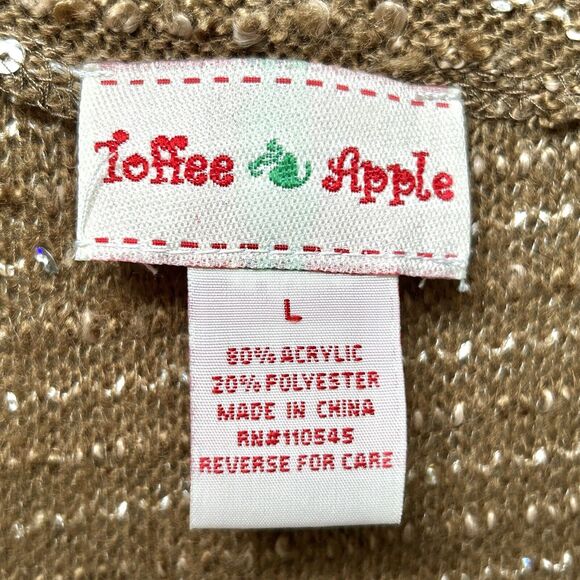 Toffee Apple
L
80% ACRYLIC
20% POLYESTER
MADE IN CHINA
RN#110545
REVERSE FOR CARE